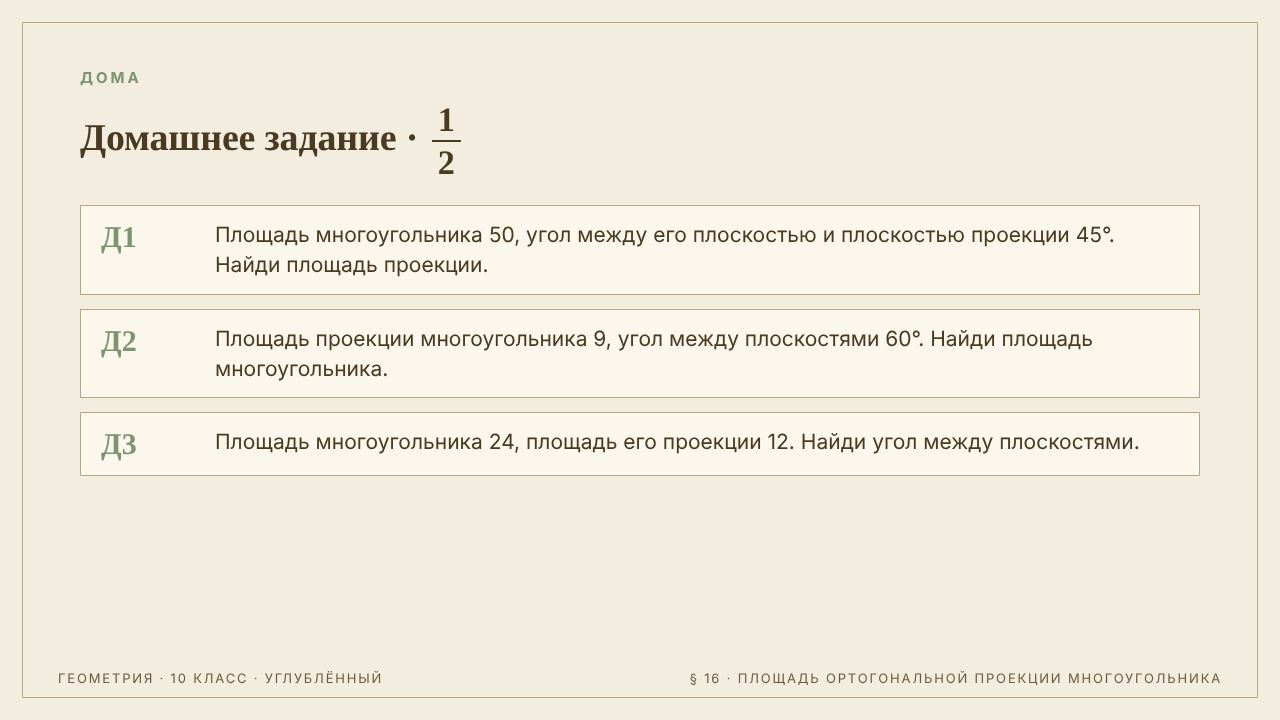 ДОМА
Домашнее задание · 1/2
Д1
Площадь многоугольника 50, угол между его плоскостью и плоскостью проекции 45°.
Найди площадь проекции.
Д2
Площадь проекции многоугольника 9, угол между плоскостями 60°. Найди площадь
многоугольника.
Д3
Площадь многоугольника 24, площадь его проекции 12. Найди угол между плоскостями.
ГЕОМЕТРИЯ · 10 КЛАСС · УГЛУБЛЁННЫЙ
§ 16 · ПЛОЩАДЬ ОРТОГОНАЛЬНОЙ ПРОЕКЦИИ МНОГОУГОЛЬНИКА